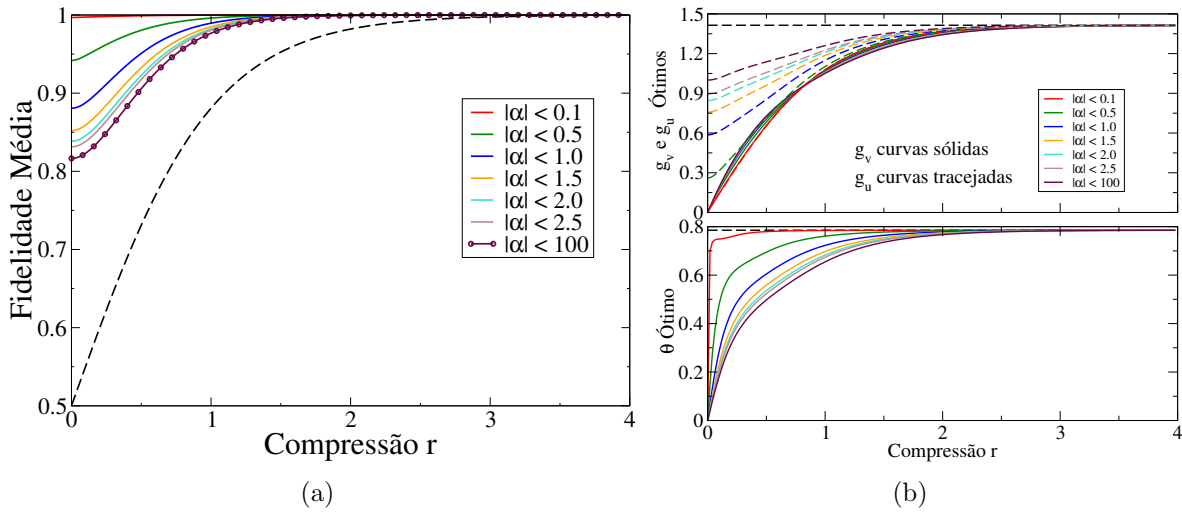 1
0.9
0.8
0.7
0.6
0.5
Fidelidade Média
|α| < 0.1
|α| < 0.5
|α| < 1.0
|α| < 1.5
|α| < 2.0
|α| < 2.5
|α| < 100
0 1 2 3 4
Compressão r
(a)
1.5
1.2
0.9
0.6
0.3
0
g_v e g_u Ótimos
|α| < 0.1
|α| < 0.5
|α| < 1.0
|α| < 1.5
|α| < 2.0
|α| < 2.5
|α| < 100
g_v curvas sólidas
g_u curvas tracejadas
0.8
0.6
0.4
0.2
0
θ Ótimo
0 1 2 3 4
Compressão r
(b)